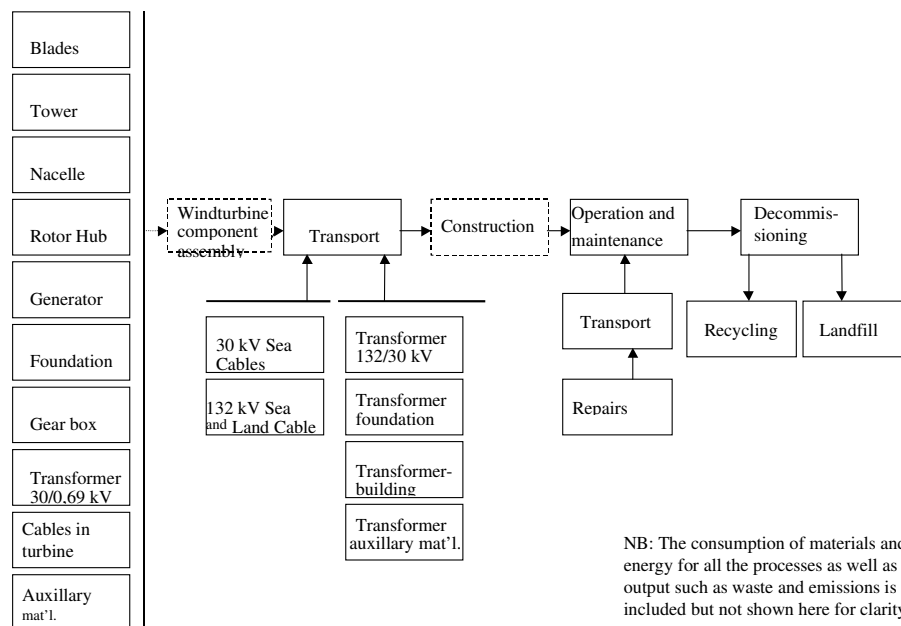 Blades
Tower
Nacelle
Rotor Hub
Generator
Foundation
Gear box
Transformer
30/0,69 kV
Cables in
turbine
Auxillary
mat'l.
Windturbine
component
assembly
Transport
Construction
Operation and
maintenance
Decommis-
sioning
30 kV Sea
Cables
132 kV Sea
and Land Cable
Transformer
132/30 kV
Transformer
foundation
Transformer-
building
Transformer
auxillary mat'l.
Transport
Repairs
Recycling
Landfill
NB: The consumption of materials and
energy for all the processes as well as
output such as waste and emissions is
included but not shown here for clarity